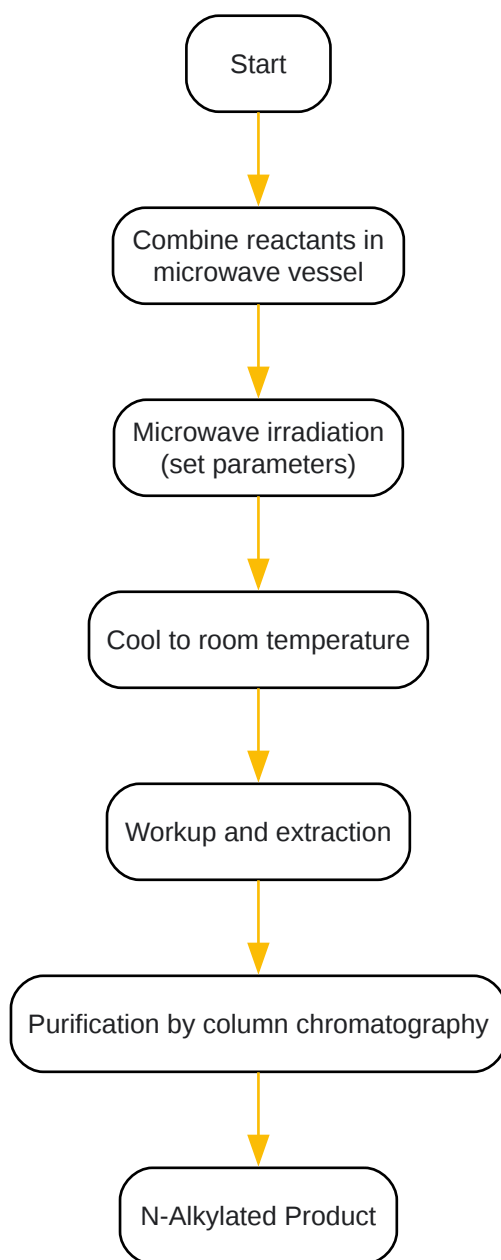 Start
Combine reactants in
microwave vessel
Microwave irradiation
(set parameters)
Cool to room temperature
Workup and extraction
Purification by column chromatography
N-Alkylated Product